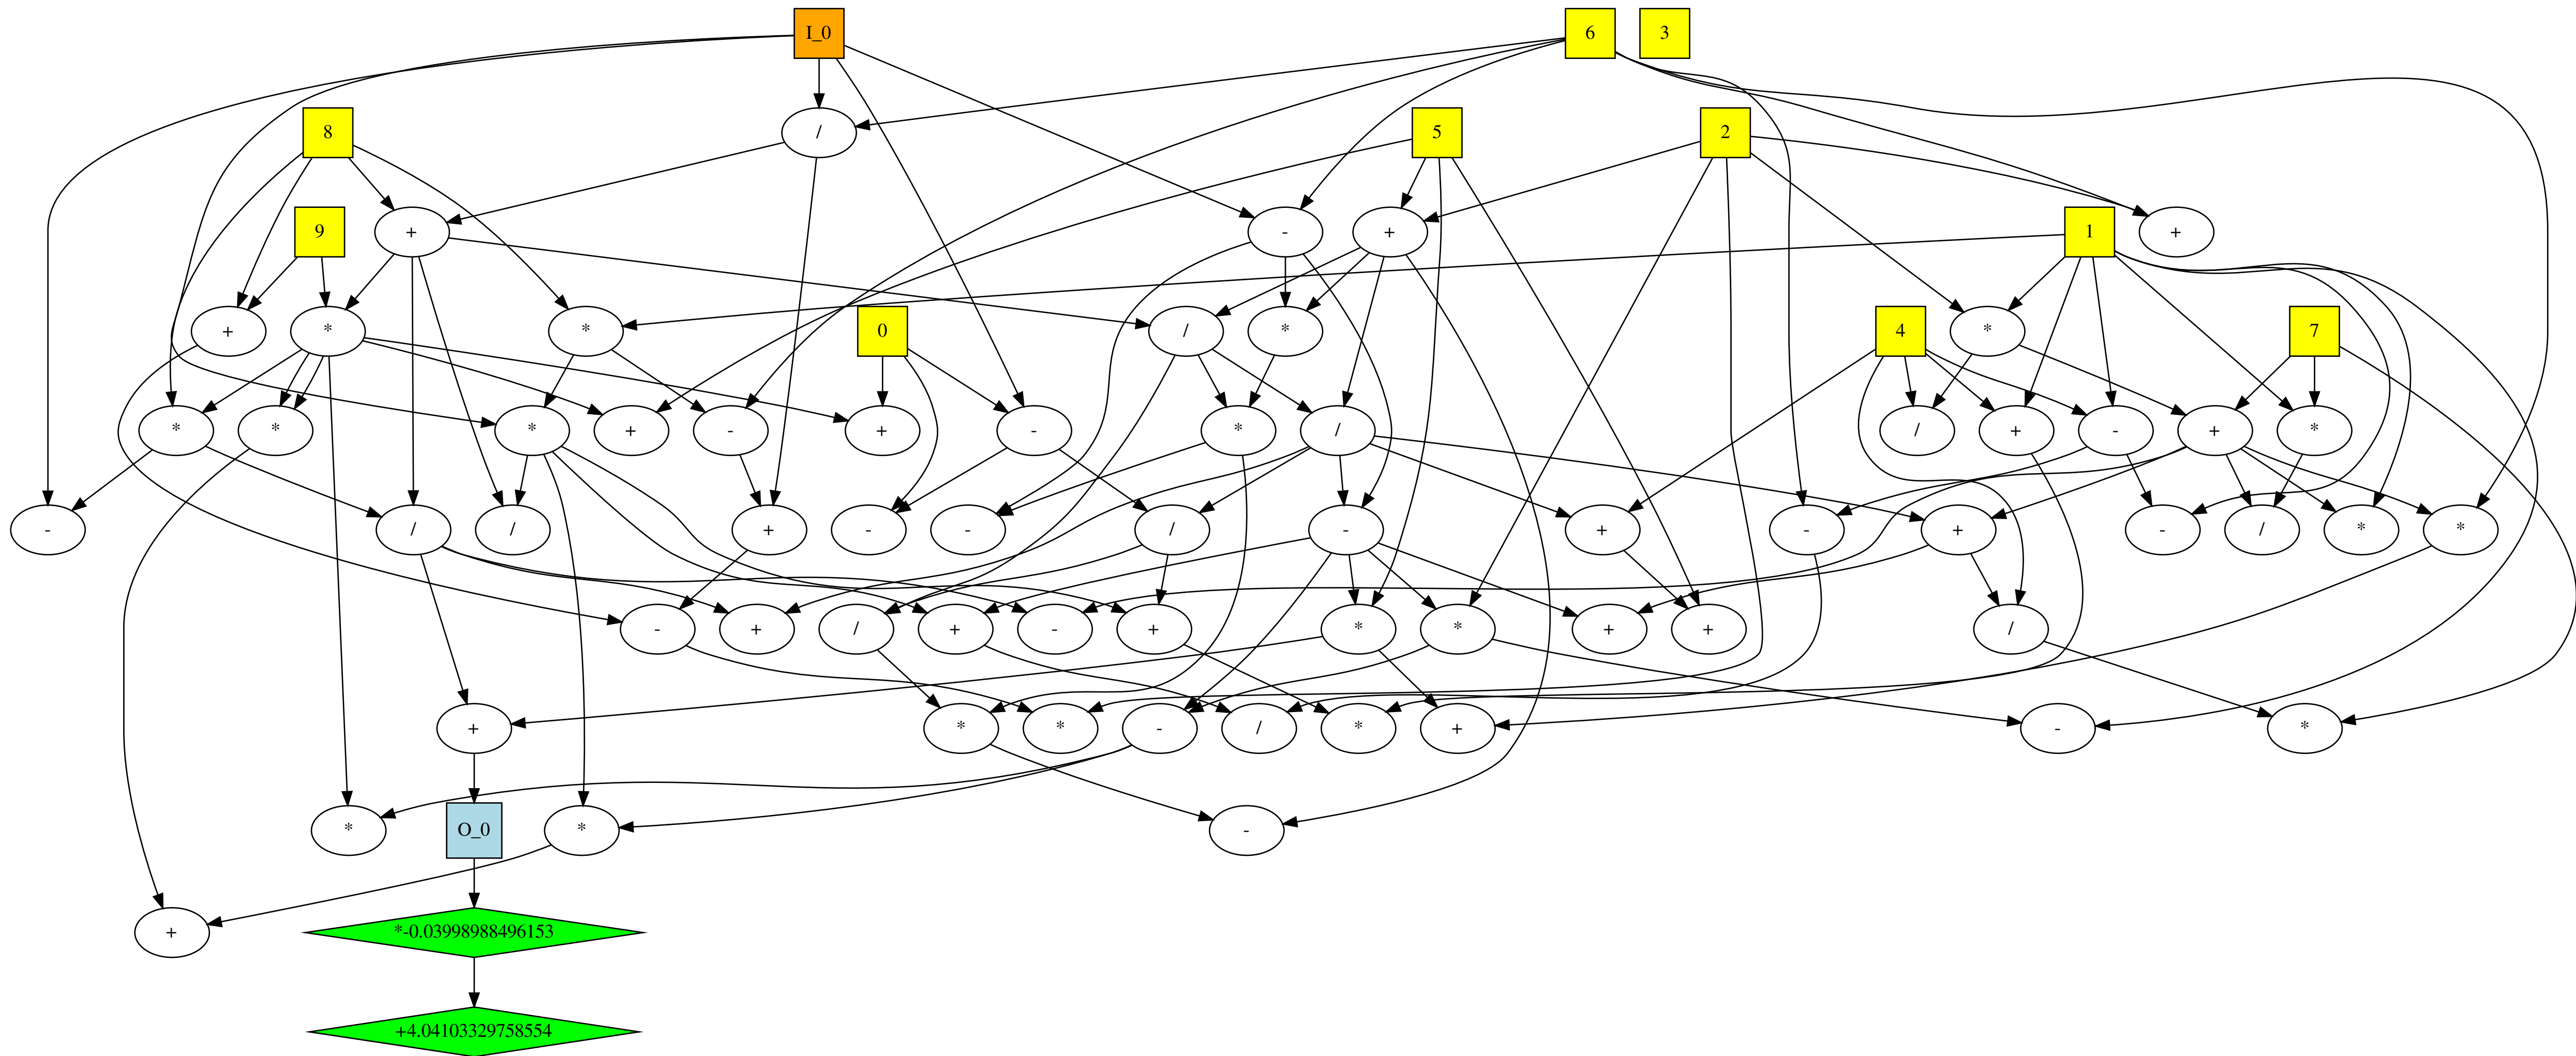 I_0 6 3
8 / 5 2
9 + - + 1 +
+ * * 0 / * 4 * 7
* * * + - + - * / / + - + *
- / / + - - / - + - + - / * *
- + / + - + * * + + /
+ * * - / * + - *
* O_0 * -
+ *-0.03998988496153
+4.04103329758554